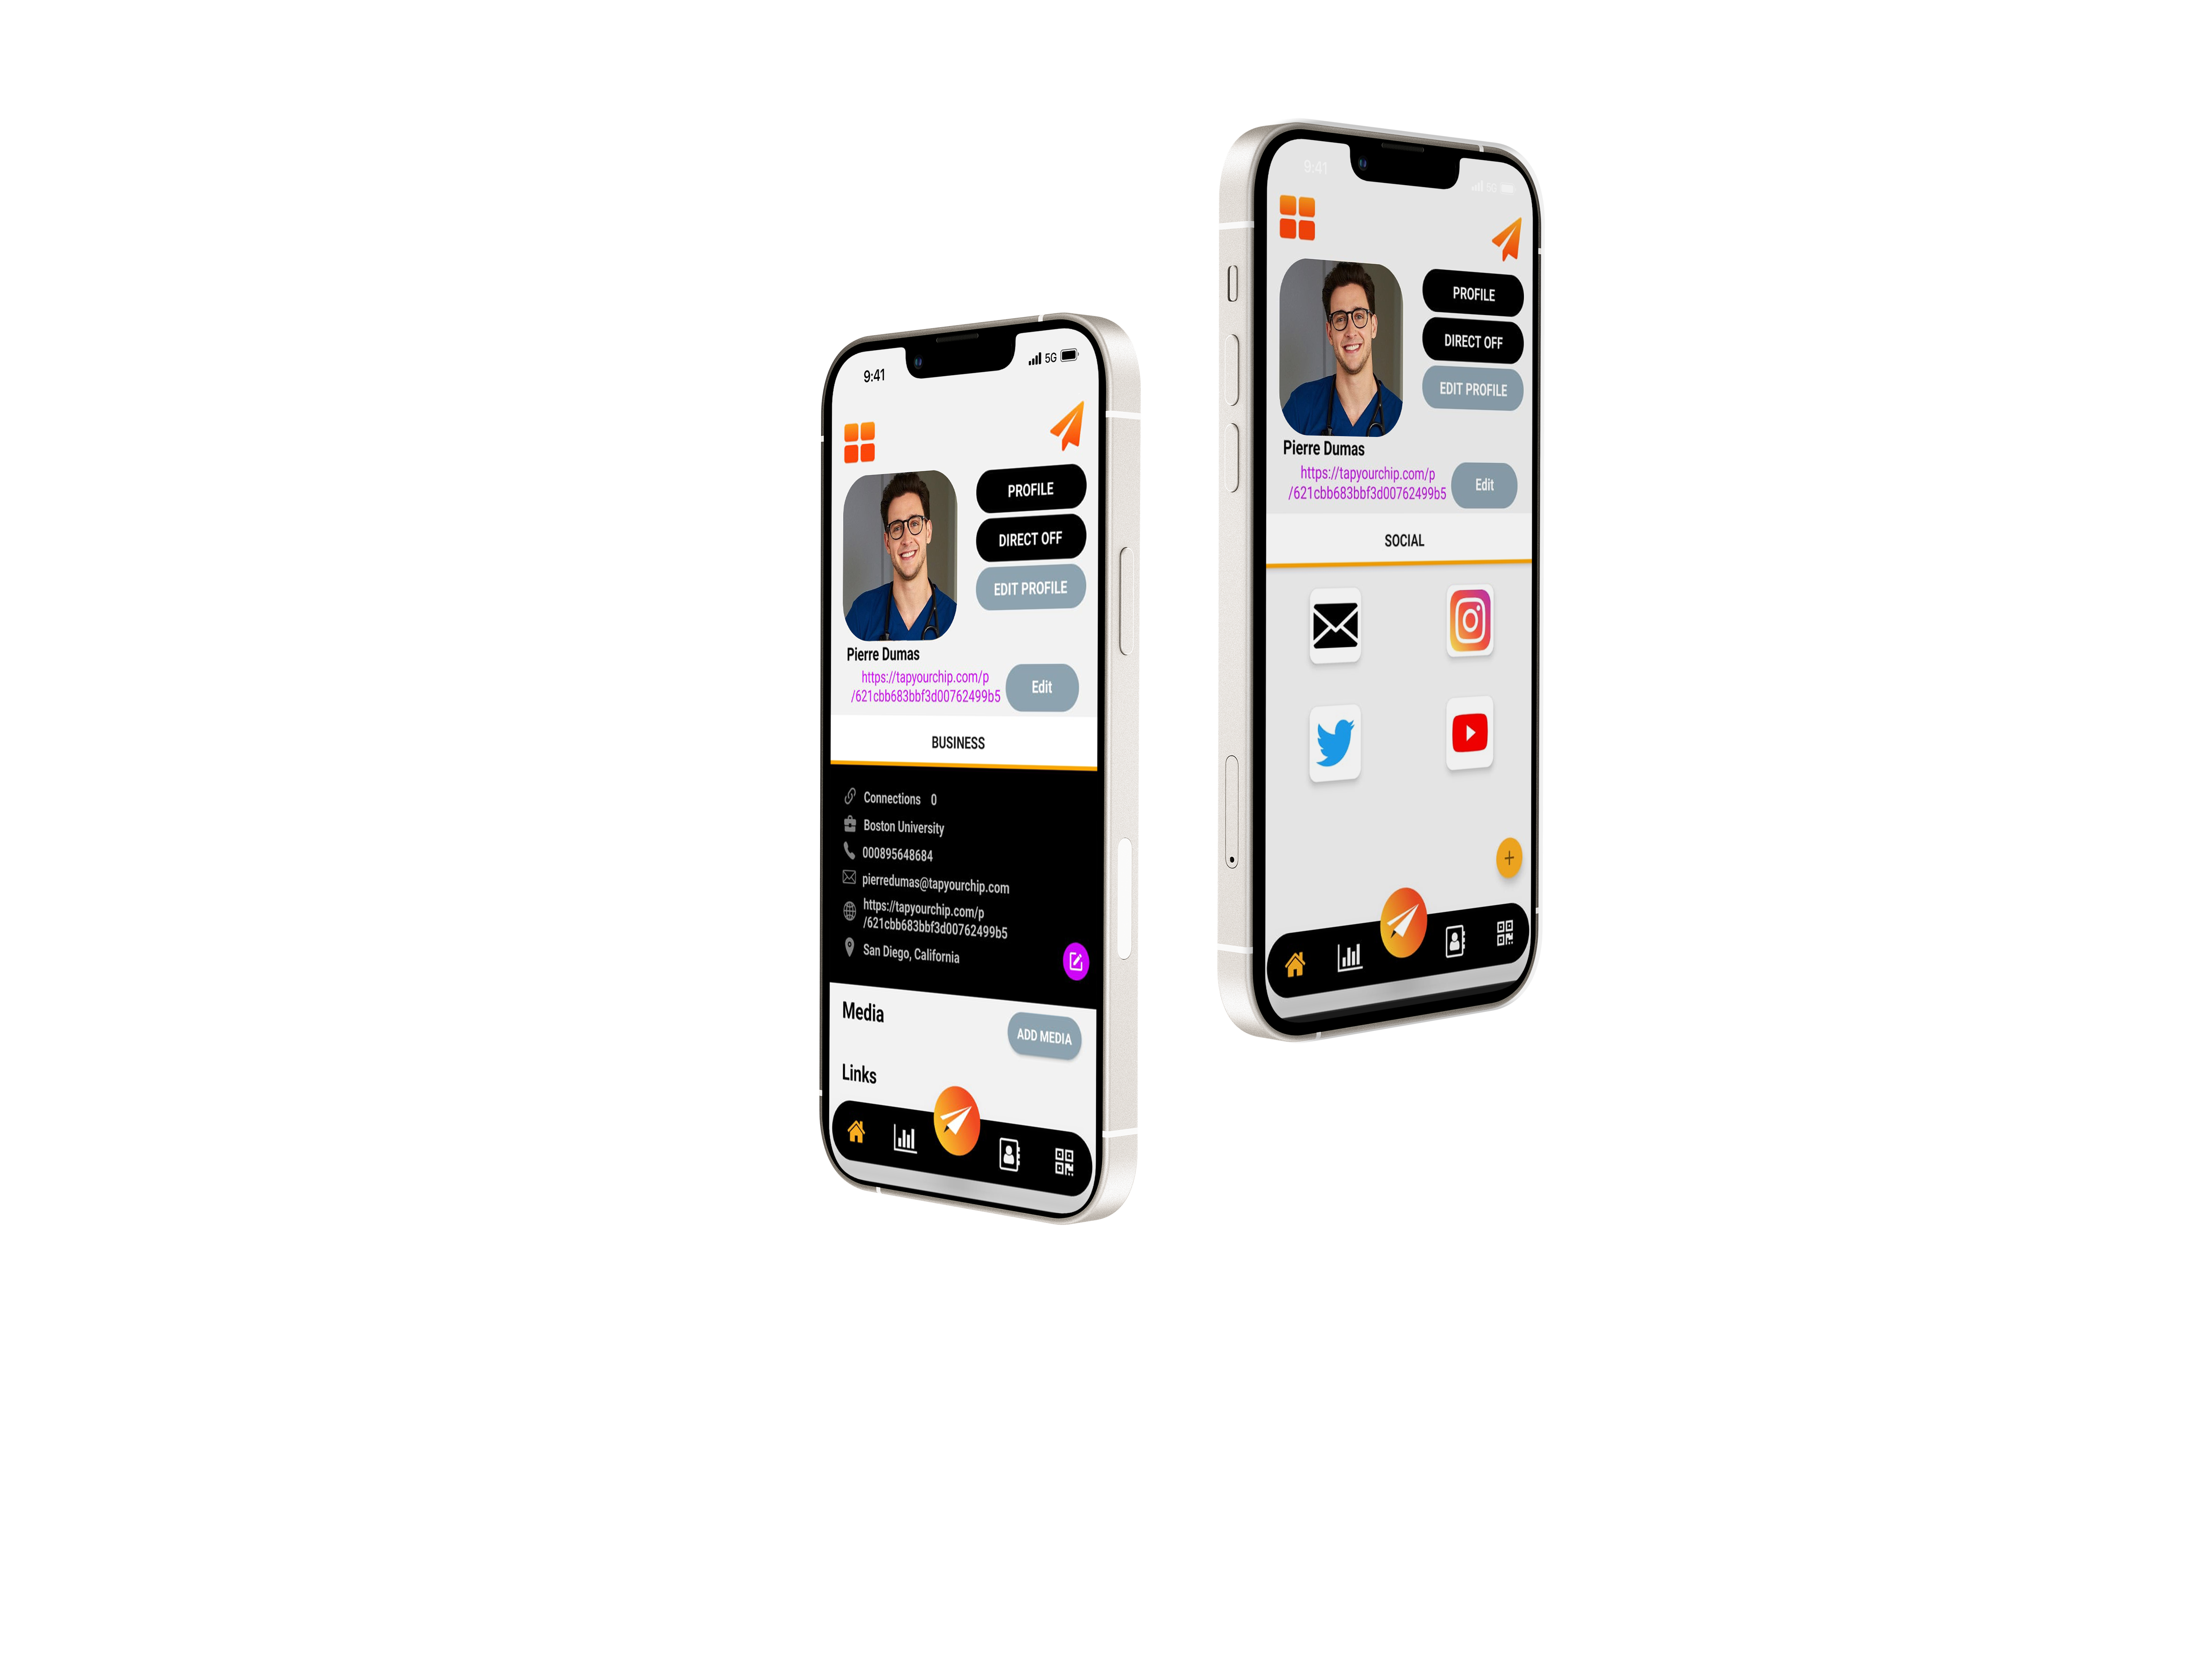 9:41
5G
PROFILE
DIRECT OFF
EDIT PROFILE
Pierre Dumas
https://tapyourchip.com/p
/621cbb683bbf3d00762499b5
Edit
BUSINESS
Connections 0
Boston University
000895648684
pierredumas@tapyourchip.com
https://tapyourchip.com/p
/621cbb683bbf3d00762499b5
San Diego, California
Media
ADD MEDIA
Links
9:41
5G
PROFILE
DIRECT OFF
EDIT PROFILE
Pierre Dumas
https://tapyourchip.com/p
/621cbb683bbf3d00762499b5
Edit
SOCIAL